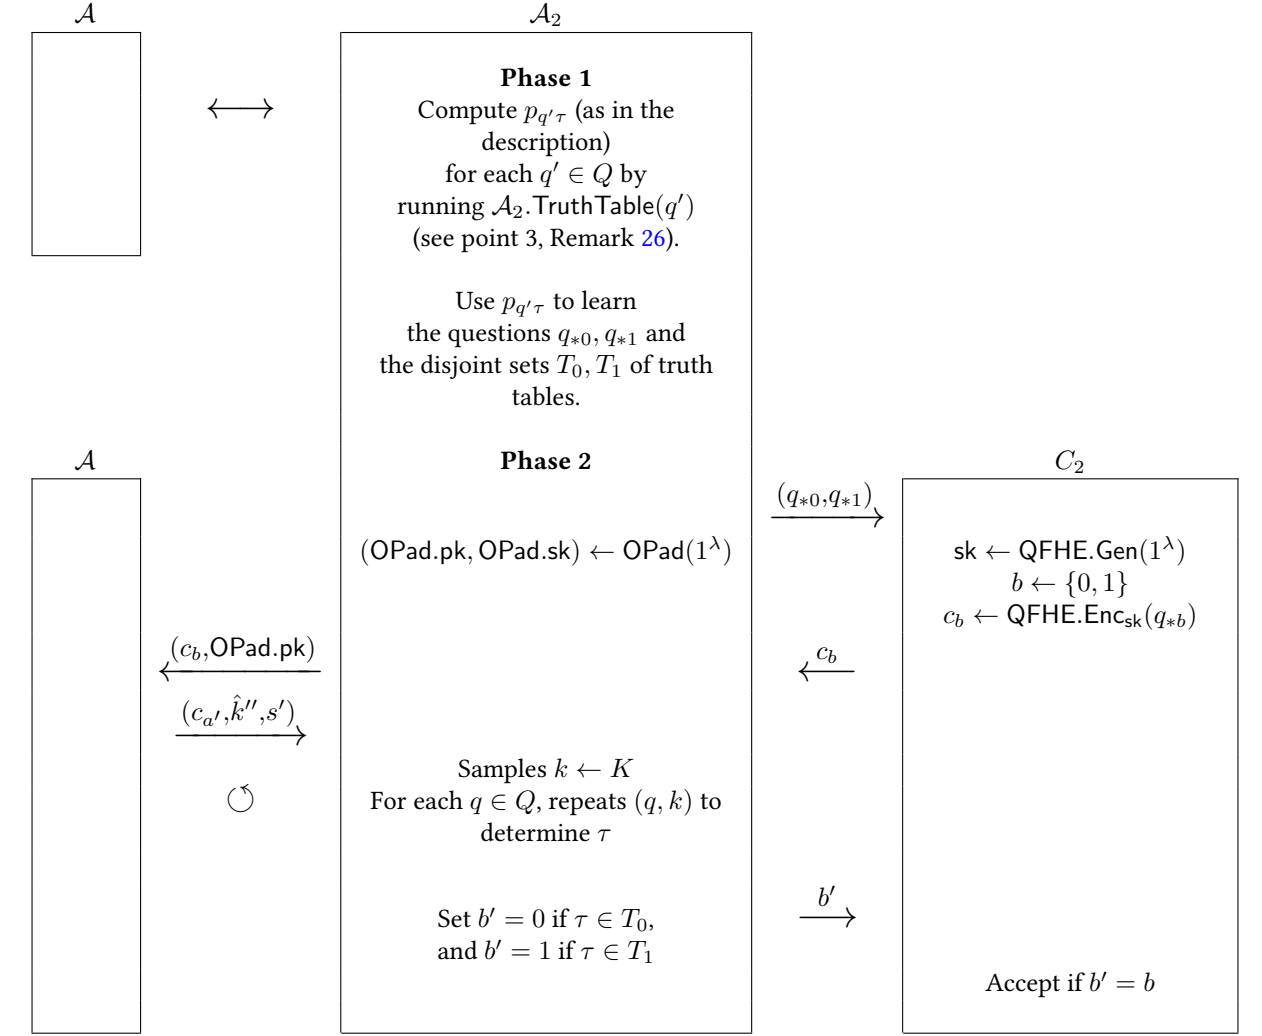 𝒜
𝒜₂
Phase 1
Compute p_{q′τ} (as in the
description)
for each q′ ∈ Q by
running 𝒜₂.TruthTable(q′)
(see point 3, Remark 26).
Use p_{q′τ} to learn
the questions q_{*0}, q_{*1} and
the disjoint sets T₀, T₁ of truth
tables.
𝒜
Phase 2
C₂
(q_{*0},q_{*1})
(OPad.pk, OPad.sk) ← OPad(1^λ)
sk ← QFHE.Gen(1^λ)
b ← {0, 1}
c_b ← QFHE.Enc_{sk}(q_{*b})
(c_b,OPad.pk)
c_b
(c_{a′},k̂′′,s′)
Samples k ← K
For each q ∈ Q, repeats (q, k) to
determine τ
b′
Set b′ = 0 if τ ∈ T₀,
and b′ = 1 if τ ∈ T₁
Accept if b′ = b